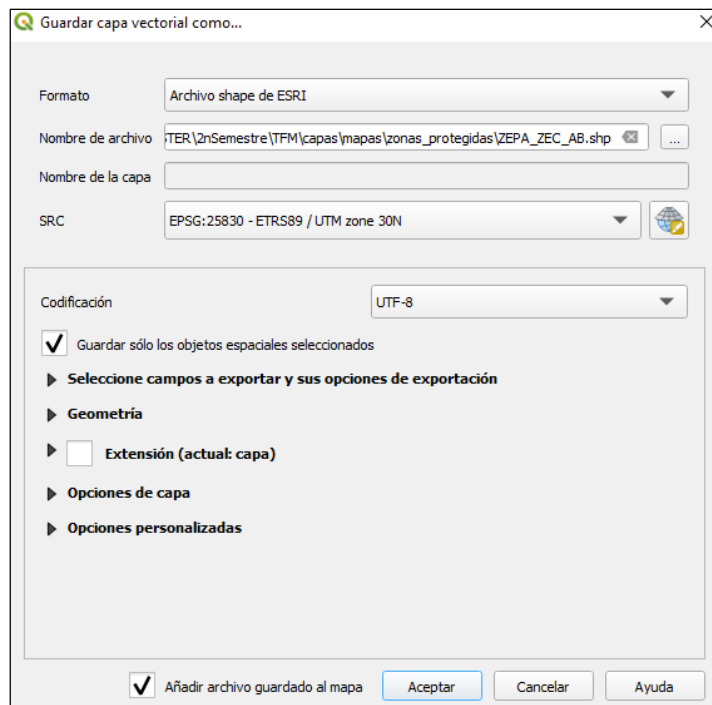 Guardar capa vectorial como...
Formato Archivo shape de ESRI
Nombre de archivo STER\2nSemestre\TFM\capas\mapas\zonas_protegidas\ZEPA_ZEC_AB.shp ...
Nombre de la capa
SRC EPSG:25830 - ETRS89 / UTM zone 30N
Codificación UTF-8
Guardar sólo los objetos espaciales seleccionados
Seleccione campos a exportar y sus opciones de exportación
Geometría
Extensión (actual: capa)
Opciones de capa
Opciones personalizadas
Añadir archivo guardado al mapa Aceptar Cancelar Ayuda